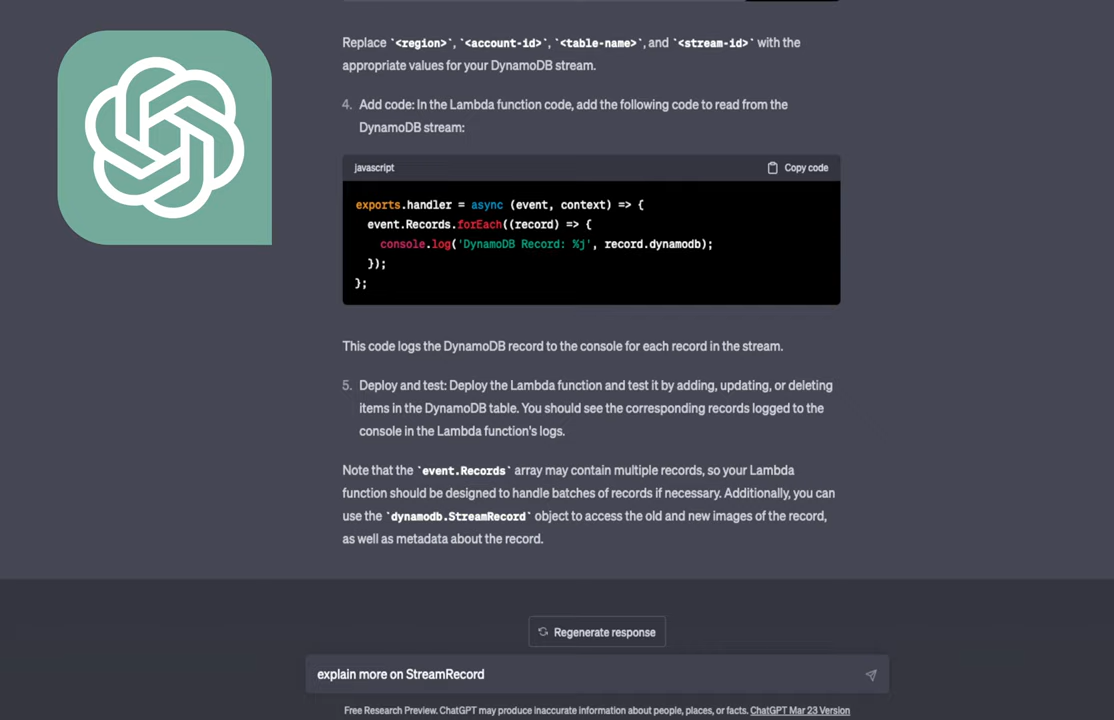 Replace `<region>`, `<account-id>`, `<table-name>`, and `<stream-id>` with the
appropriate values for your DynamoDB stream.
4. Add code: In the Lambda function code, add the following code to read from the
DynamoDB stream:
javascript Copy code
exports.handler = async (event, context) => {
  event.Records.forEach((record) => {
    console.log('DynamoDB Record: %j', record.dynamodb);
  });
};
This code logs the DynamoDB record to the console for each record in the stream.
5. Deploy and test: Deploy the Lambda function and test it by adding, updating, or deleting
items in the DynamoDB table. You should see the corresponding records logged to the
console in the Lambda function's logs.
Note that the `event.Records` array may contain multiple records, so your Lambda
function should be designed to handle batches of records if necessary. Additionally, you can
use the `dynamodb.StreamRecord` object to access the old and new images of the record,
as well as metadata about the record.
Regenerate response
explain more on StreamRecord
Free Research Preview. ChatGPT may produce inaccurate information about people, places, or facts. ChatGPT Mar 23 Version